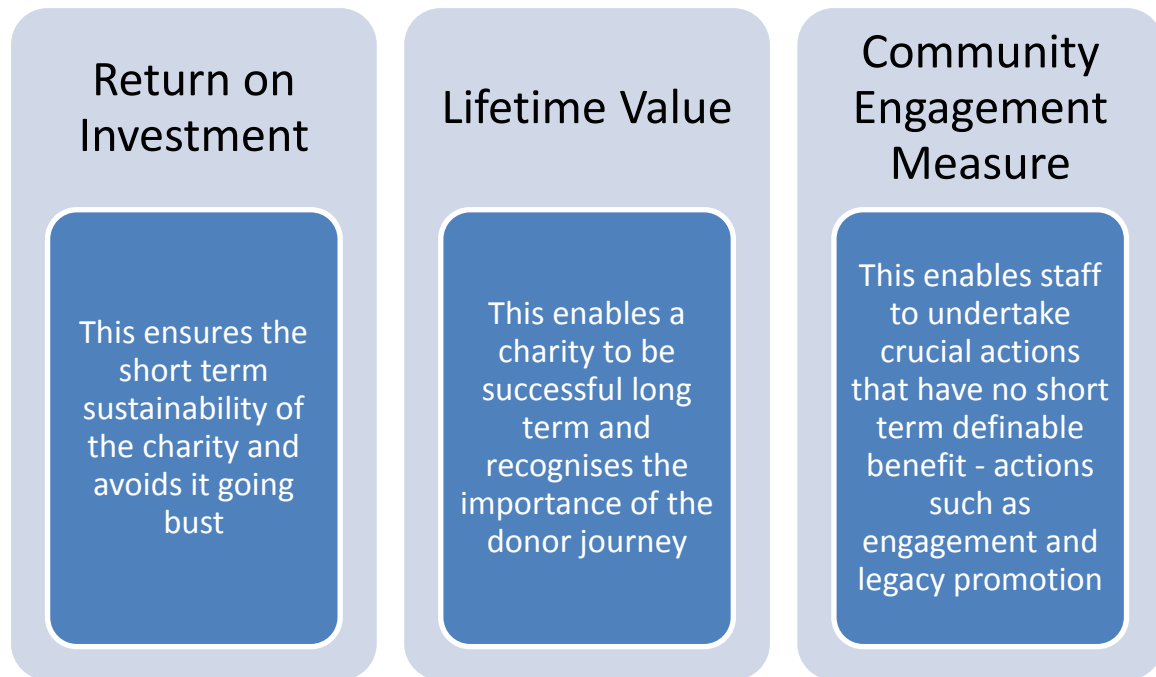 Return on
Investment
This ensures the
short term
sustainability of
the charity and
avoids it going
bust
Lifetime Value
This enables a
charity to be
successful long
term and
recognises the
importance of the
donor journey
Community
Engagement
Measure
This enables staff
to undertake
crucial actions
that have no short
term definable
benefit - actions
such as
engagement and
legacy promotion